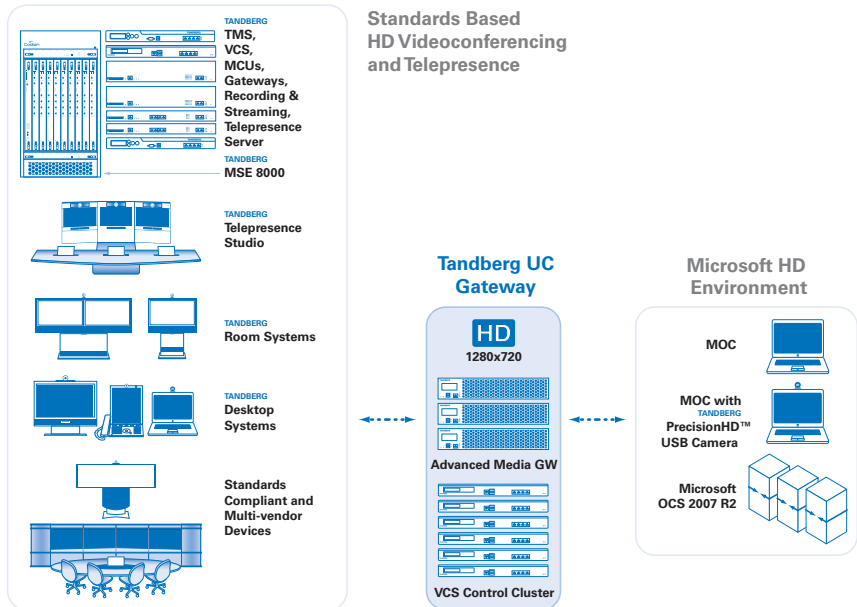 Standards Based
HD Videoconferencing
and Telepresence
TANDBERG
TMS,
VCS,
MCUs,
Gateways,
Recording &
Streaming,
Telepresence
Server
TANDBERG
MSE 8000
TANDBERG
Telepresence
Studio
TANDBERG
Room Systems
TANDBERG
Desktop
Systems
Standards
Compliant and
Multi-vendor
Devices
Tandberg UC
Gateway
HD
1280x720
Advanced Media GW
VCS Control Cluster
Microsoft HD
Environment
MOC
MOC with
TANDBERG
PrecisionHD™
USB Camera
Microsoft
OCS 2007 R2